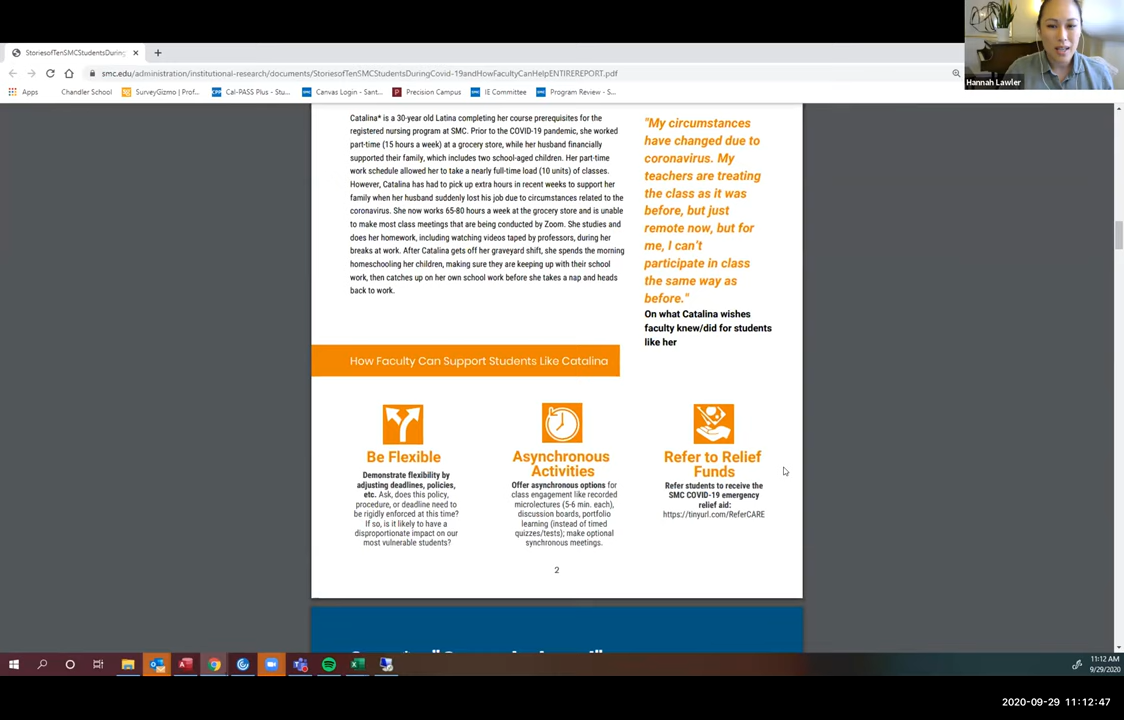 StoriesofTenSMCStudentsDuring
smc.edu/administration/institutional-research/documents/StoriesofTenSMCStudentsDuringCovid-19andHowFacultyCanHelpENTIREREPORT.pdf
Apps Chandler School SurveyGizmo | Prof... Cal-PASS Plus - Stu... Canvas Login - Sant... Precision Campus IE Committee Program Review - S...
Hannah Lawler
Catalina* is a 30-year old Latina completing her course prerequisites for the
registered nursing program at SMC. Prior to the COVID-19 pandemic, she worked
part-time (15 hours a week) at a grocery store, while her husband financially
supported their family, which includes two school-aged children. Her part-time
work schedule allowed her to take a nearly full-time load (10 units) of classes.
However, Catalina has had to pick up extra hours in recent weeks to support her
family when her husband suddenly lost his job due to circumstances related to the
coronavirus. She now works 65-80 hours a week at the grocery store and is unable
to make most class meetings that are being conducted by Zoom. She studies and
does her homework, including watching videos taped by professors, during her
breaks at work. After Catalina gets off her graveyard shift, she spends the morning
homeschooling her children, making sure they are keeping up with their school
work, then catches up on her own school work before she takes a nap and heads
back to work.
"My circumstances
have changed due to
coronavirus. My
teachers are treating
the class as it was
before, but just
remote now, but for
me, I can't
participate in class
the same way as
before."
On what Catalina wishes
faculty knew/did for students
like her
How Faculty Can Support Students Like Catalina
Be Flexible
Demonstrate flexibility by
adjusting deadlines, policies,
etc. Ask, does this policy,
procedure, or deadline need to
be rigidly enforced at this time?
If so, is it likely to have a
disproportionate impact on our
most vulnerable students?
Asynchronous
Activities
Offer asynchronous options for
class engagement like recorded
microlectures (5-6 min. each),
discussion boards, portfolio
learning (instead of timed
quizzes/tests); make optional
synchronous meetings.
Refer to Relief
Funds
Refer students to receive the
SMC COVID-19 emergency
relief aid:
https://tinyurl.com/ReferCARE
2
11:12 AM
9/29/2020
2020-09-29 11:12:47